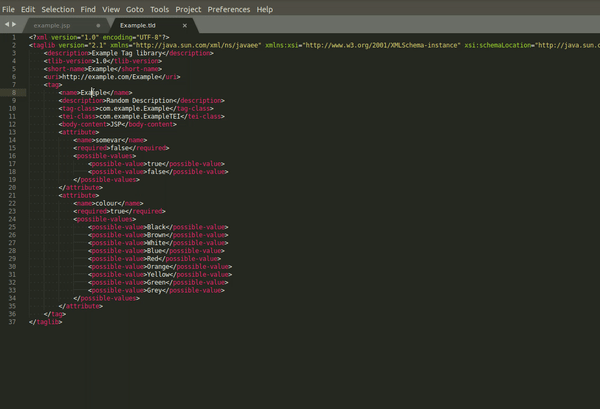 File Edit Selection Find View Goto Tools Project Preferences Help
example.jsp Example.tld
1 <?xml version="1.0" encoding="UTF-8"?>
2 <taglib version="2.1" xmlns="http://java.sun.com/xml/ns/javaee" xmlns:xsi="http://www.w3.org/2001/XMLSchema-instance" xsi:schemaLocation="http://java.sun.c
3 <description>Example Tag library</description>
4 <tlib-version>1.0</tlib-version>
5 <short-name>Example</short-name>
6 <uri>http://example.com/Example</uri>
7 <tag>
8 <name>Example</name>
9 <description>Random Description</description>
10 <tag-class>com.example.Example</tag-class>
11 <tei-class>com.example.ExampleTEI</tei-class>
12 <body-content>JSP</body-content>
13 <attribute>
14 <name>somevar</name>
15 <required>false</required>
16 <possible-values>
17 <possible-value>true</possible-value>
18 <possible-value>false</possible-value>
19 </possible-values>
20 </attribute>
21 <attribute>
22 <name>colour</name>
23 <required>true</required>
24 <possible-values>
25 <possible-value>Black</possible-value>
26 <possible-value>Brown</possible-value>
27 <possible-value>White</possible-value>
28 <possible-value>Blue</possible-value>
29 <possible-value>Red</possible-value>
30 <possible-value>Orange</possible-value>
31 <possible-value>Yellow</possible-value>
32 <possible-value>Green</possible-value>
33 <possible-value>Grey</possible-value>
34 </possible-values>
35 </attribute>
36 </tag>
37 </taglib>